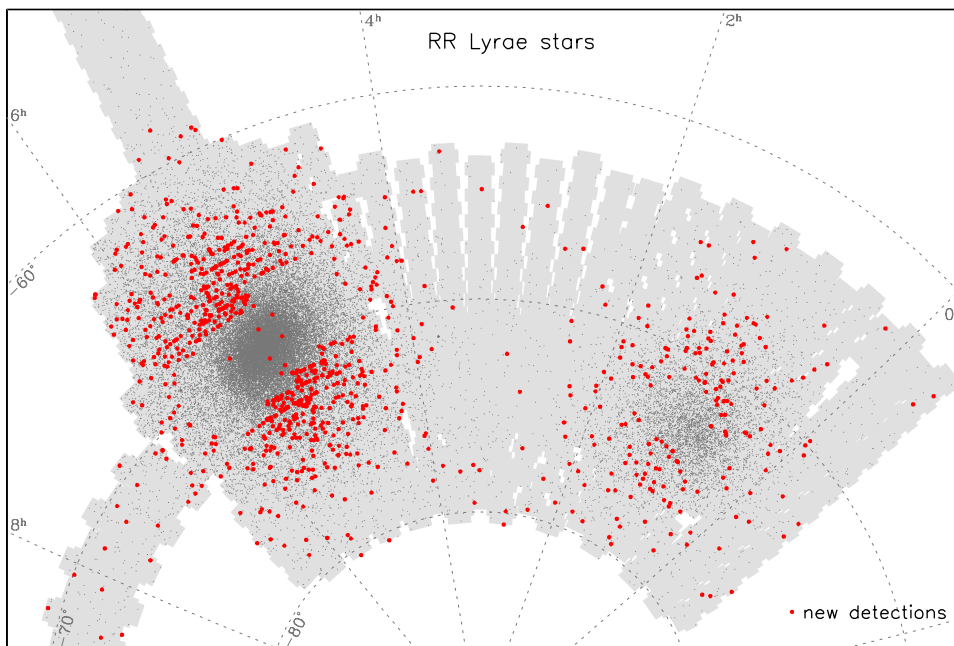 4h
2h
RR Lyrae stars
6h
-60°
0
8h
-70°
-80°
new detections